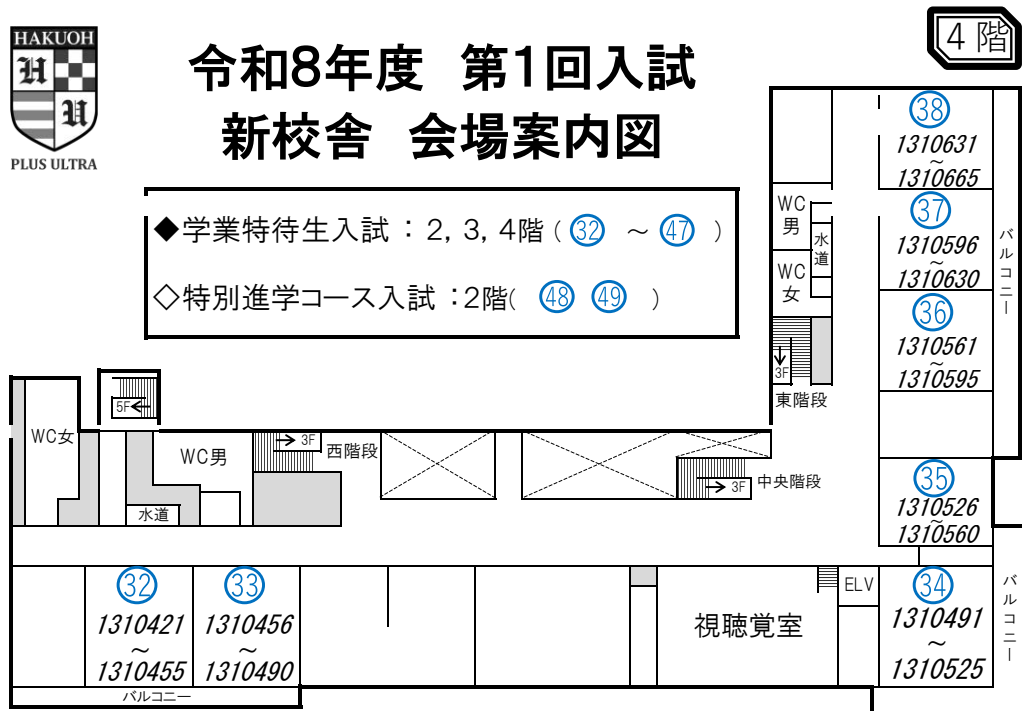 HAKUOH
H
U
PLUS ULTRA
令和8年度 第1回入試
新校舎 会場案内図
4階
◆学業特待生入試：2, 3, 4階（㉜ ～ ㊼ ）
◇特別進学コース入試：2階( ㊽ ㊾ ）
㊳
1310631
～
1310665
WC
男
水道
㊲
1310596
～
1310630
バルコニー
WC
女
㊱
1310561
～
1310595
3F
東階段
5F
WC女
WC男
3F
西階段
3F
中央階段
水道
㉟
1310526
～
1310560
㉜
1310421
～
1310455
㉝
1310456
～
1310490
視聴覚室
ELV
㉞
1310491
～
1310525
バルコニー
バルコニー